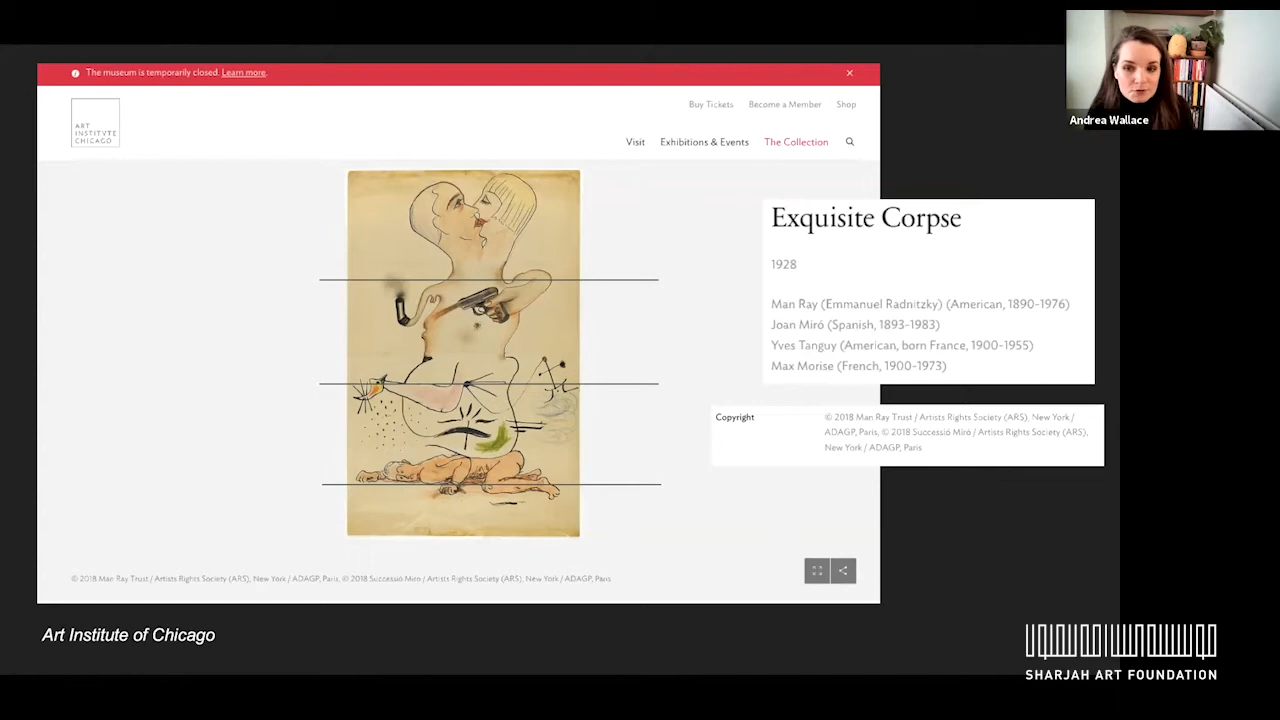 Andrea Wallace
The museum is temporarily closed. Learn more.
ART
INSTITVTE
CHICAGO
Buy Tickets Become a Member Shop
Visit Exhibitions & Events The Collection
Exquisite Corpse
1928
Man Ray (Emmanuel Radnitzky) (American, 1890-1976)
Joan Miró (Spanish, 1893-1983)
Yves Tanguy (American, born France, 1900-1955)
Max Morise (French, 1900-1973)
Copyright © 2018 Man Ray Trust / Artists Rights Society (ARS), New York /
ADAGP, Paris, © 2018 Successió Miró / Artists Rights Society (ARS),
New York / ADAGP, Paris
© 2018 Man Ray Trust / Artists Rights Society (ARS), New York / ADAGP, Paris, © 2018 Successió Miró / Artists Rights Society (ARS), New York / ADAGP, Paris
Art Institute of Chicago
SHARJAH ART FOUNDATION